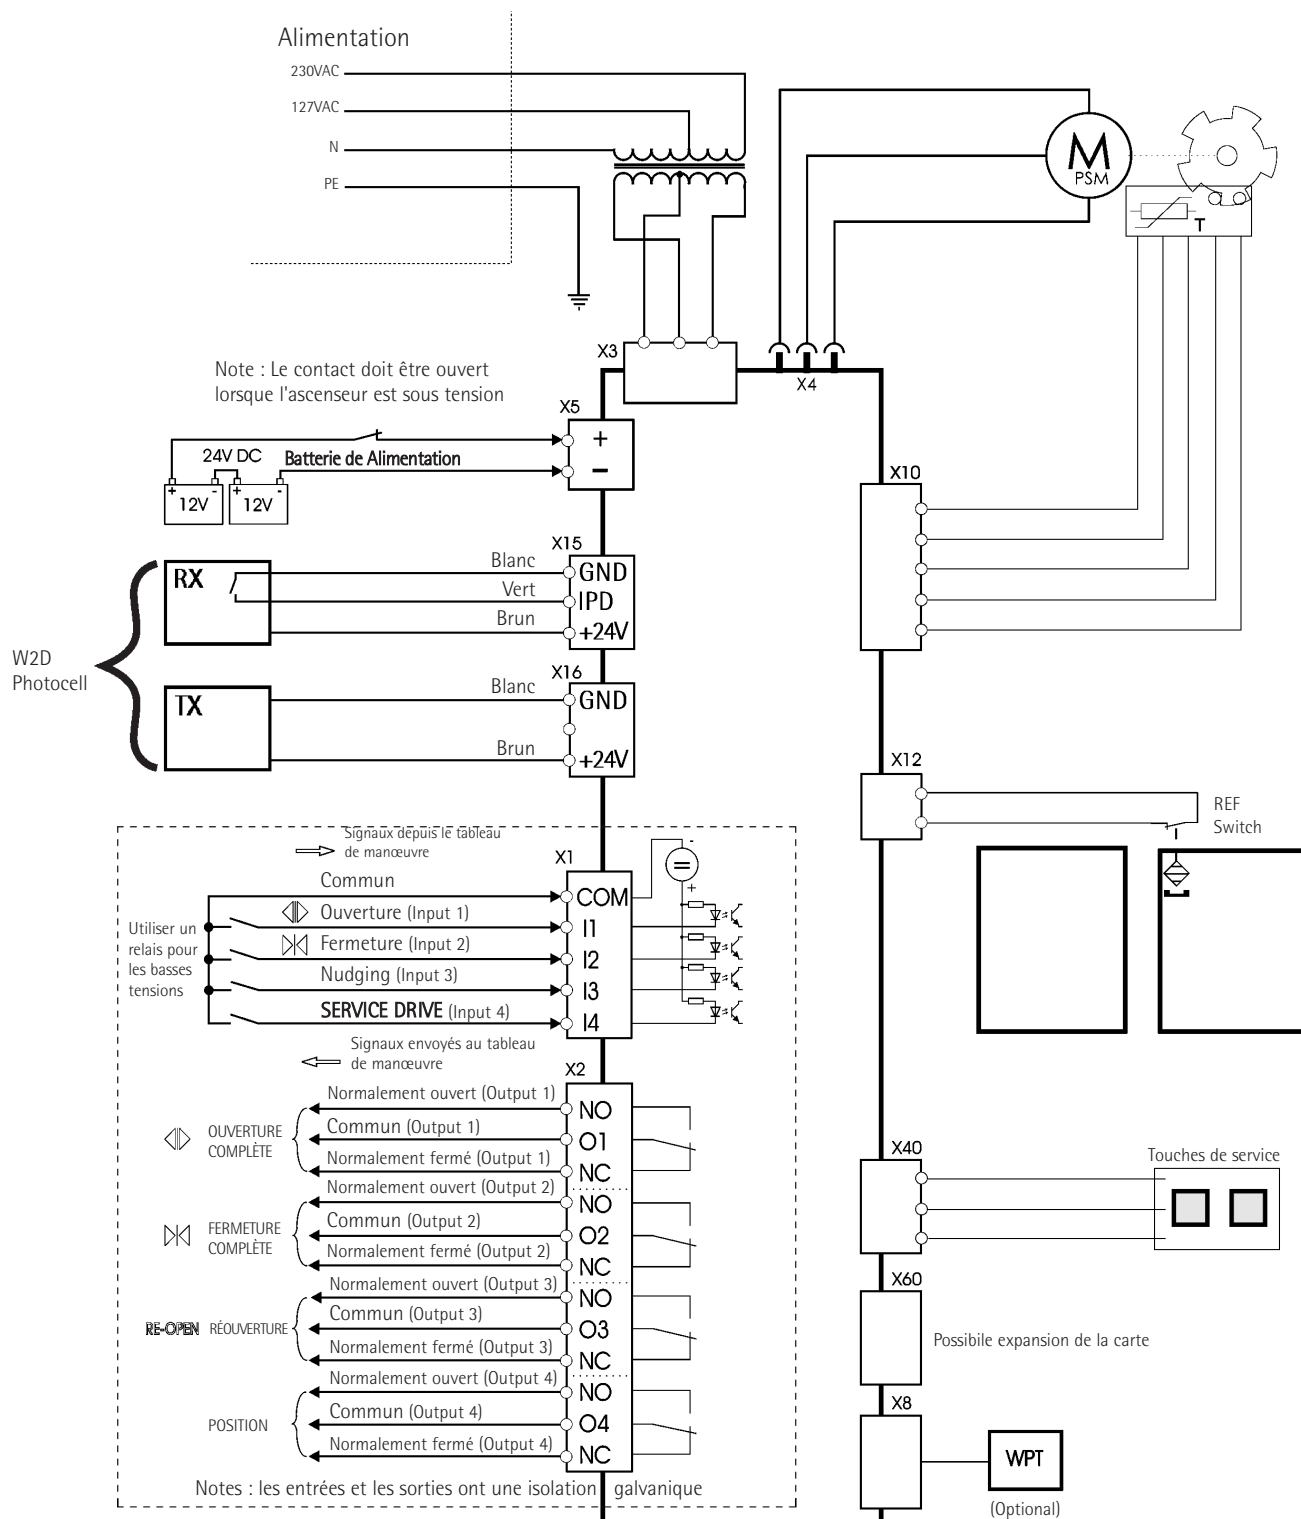 Alimentation
230VAC
127VAC
N
PE
M
PSM
T
X3
X4
Note : Le contact doit être ouvert
lorsque l'ascenseur est sous tension
X5
+
−
24V DC
Batterie de Alimentation
+ -
12V
+ -
12V
X10
X15
RX
Blanc
GND
Vert
IPD
Brun
+24V
W2D
Photocell
X16
TX
Blanc
GND
Brun
+24V
X12
REF
Switch
Signaux depuis le tableau
de manœuvre
X1
-
=
+
Commun
COM
Ouverture (Input 1)
I1
Fermeture (Input 2)
I2
Nudging (Input 3)
I3
SERVICE DRIVE (Input 4)
I4
Utiliser un
relais pour
les basses
tensions
Signaux envoyés au tableau
de manœuvre
X2
Normalement ouvert (Output 1)
NO
OUVERTURE
COMPLÈTE
Commun (Output 1)
O1
Normalement fermé (Output 1)
NC
Normalement ouvert (Output 2)
NO
FERMETURE
COMPLÈTE
Commun (Output 2)
O2
Normalement fermé (Output 2)
NC
Normalement ouvert (Output 3)
NO
RE-OPEN RÉOUVERTURE
Commun (Output 3)
O3
Normalement fermé (Output 3)
NC
Normalement ouvert (Output 4)
NO
POSITION
Commun (Output 4)
O4
Normalement fermé (Output 4)
NC
Notes : les entrées et les sorties ont une isolation galvanique
X40
Touches de service
X60
Possibile expansion de la carte
X8
WPT
(Optional)